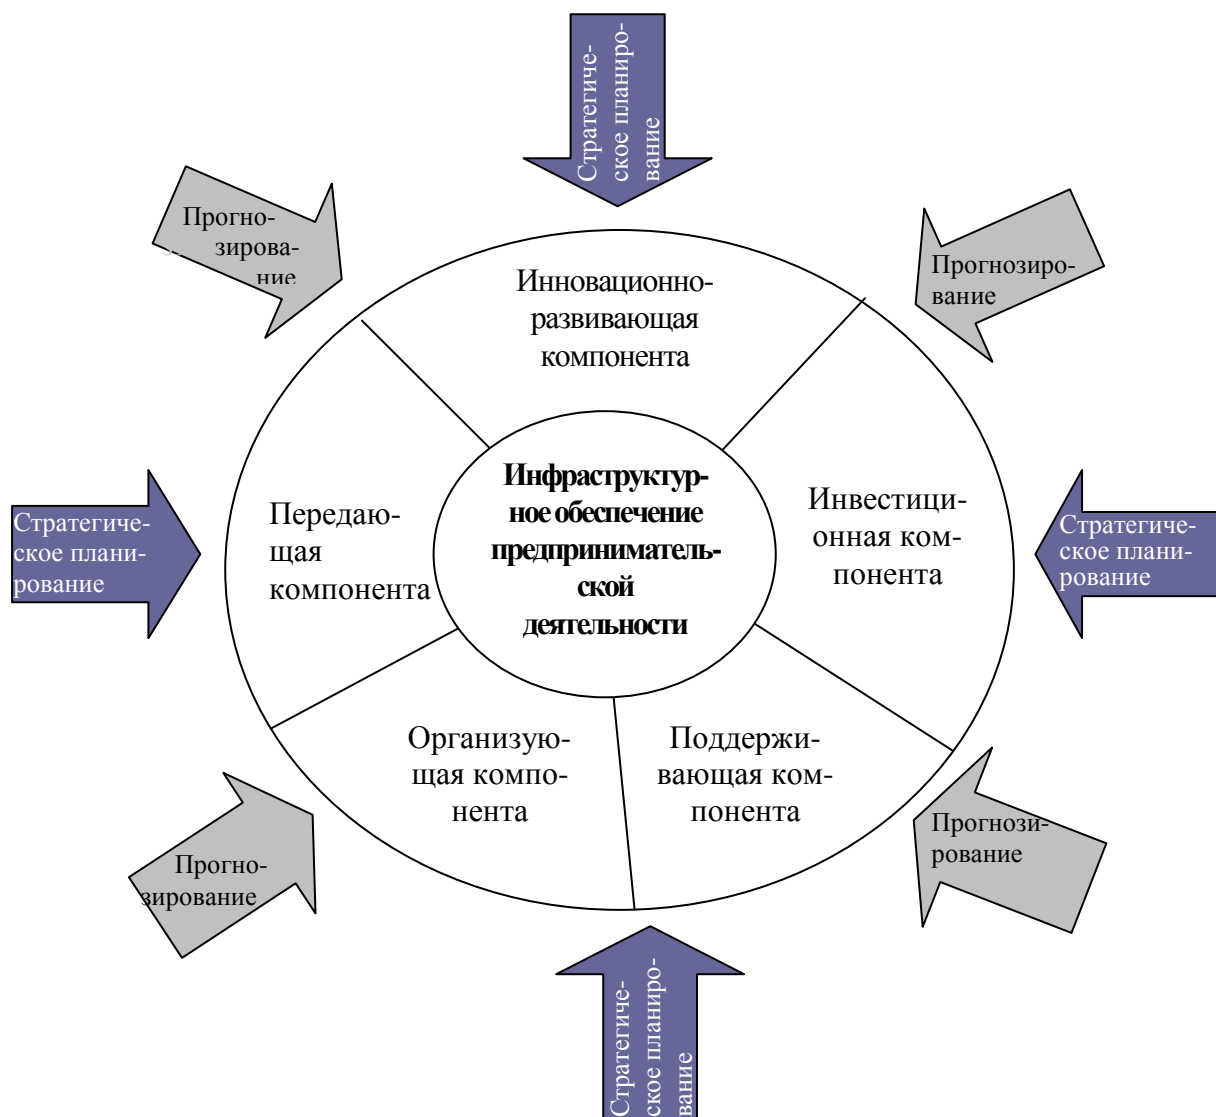 Стратегиче-
ское планиро-
вание
Прогно-
зирова-
ние
Прогнозиро-
вание
Инновационно-
развивающая
компонента
Стратегиче-
ское плани-
рование
Передаю-
щая
компонента
Инфраструктур-
ное обеспечение
предприниматель-
ской
деятельности
Инвестици-
онная ком-
понента
Стратегиче-
ское плани-
рование
Организую-
щая компо-
нента
Поддержи-
вающая ком-
понента
Прогно-
зирование
Прогнози-
рование
Стратегиче-
ское планиро-
вание